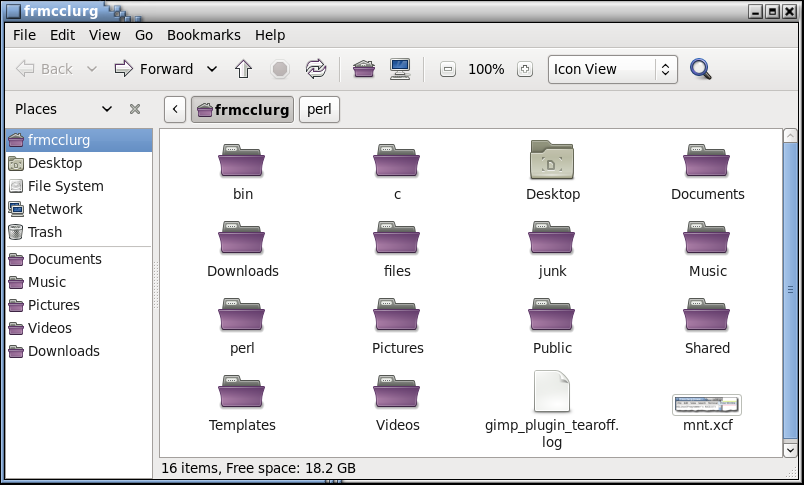 frmcclurg
File Edit View Go Bookmarks Help
Back Forward 100% Icon View
Places frmcclurg perl
frmcclurg
Desktop
File System
Network
Trash
Documents
Music
Pictures
Videos
Downloads
bin c Desktop Documents
Downloads files junk Music
perl Pictures Public Shared
Templates Videos gimp_plugin_tearoff.
log mnt.xcf
16 items, Free space: 18.2 GB